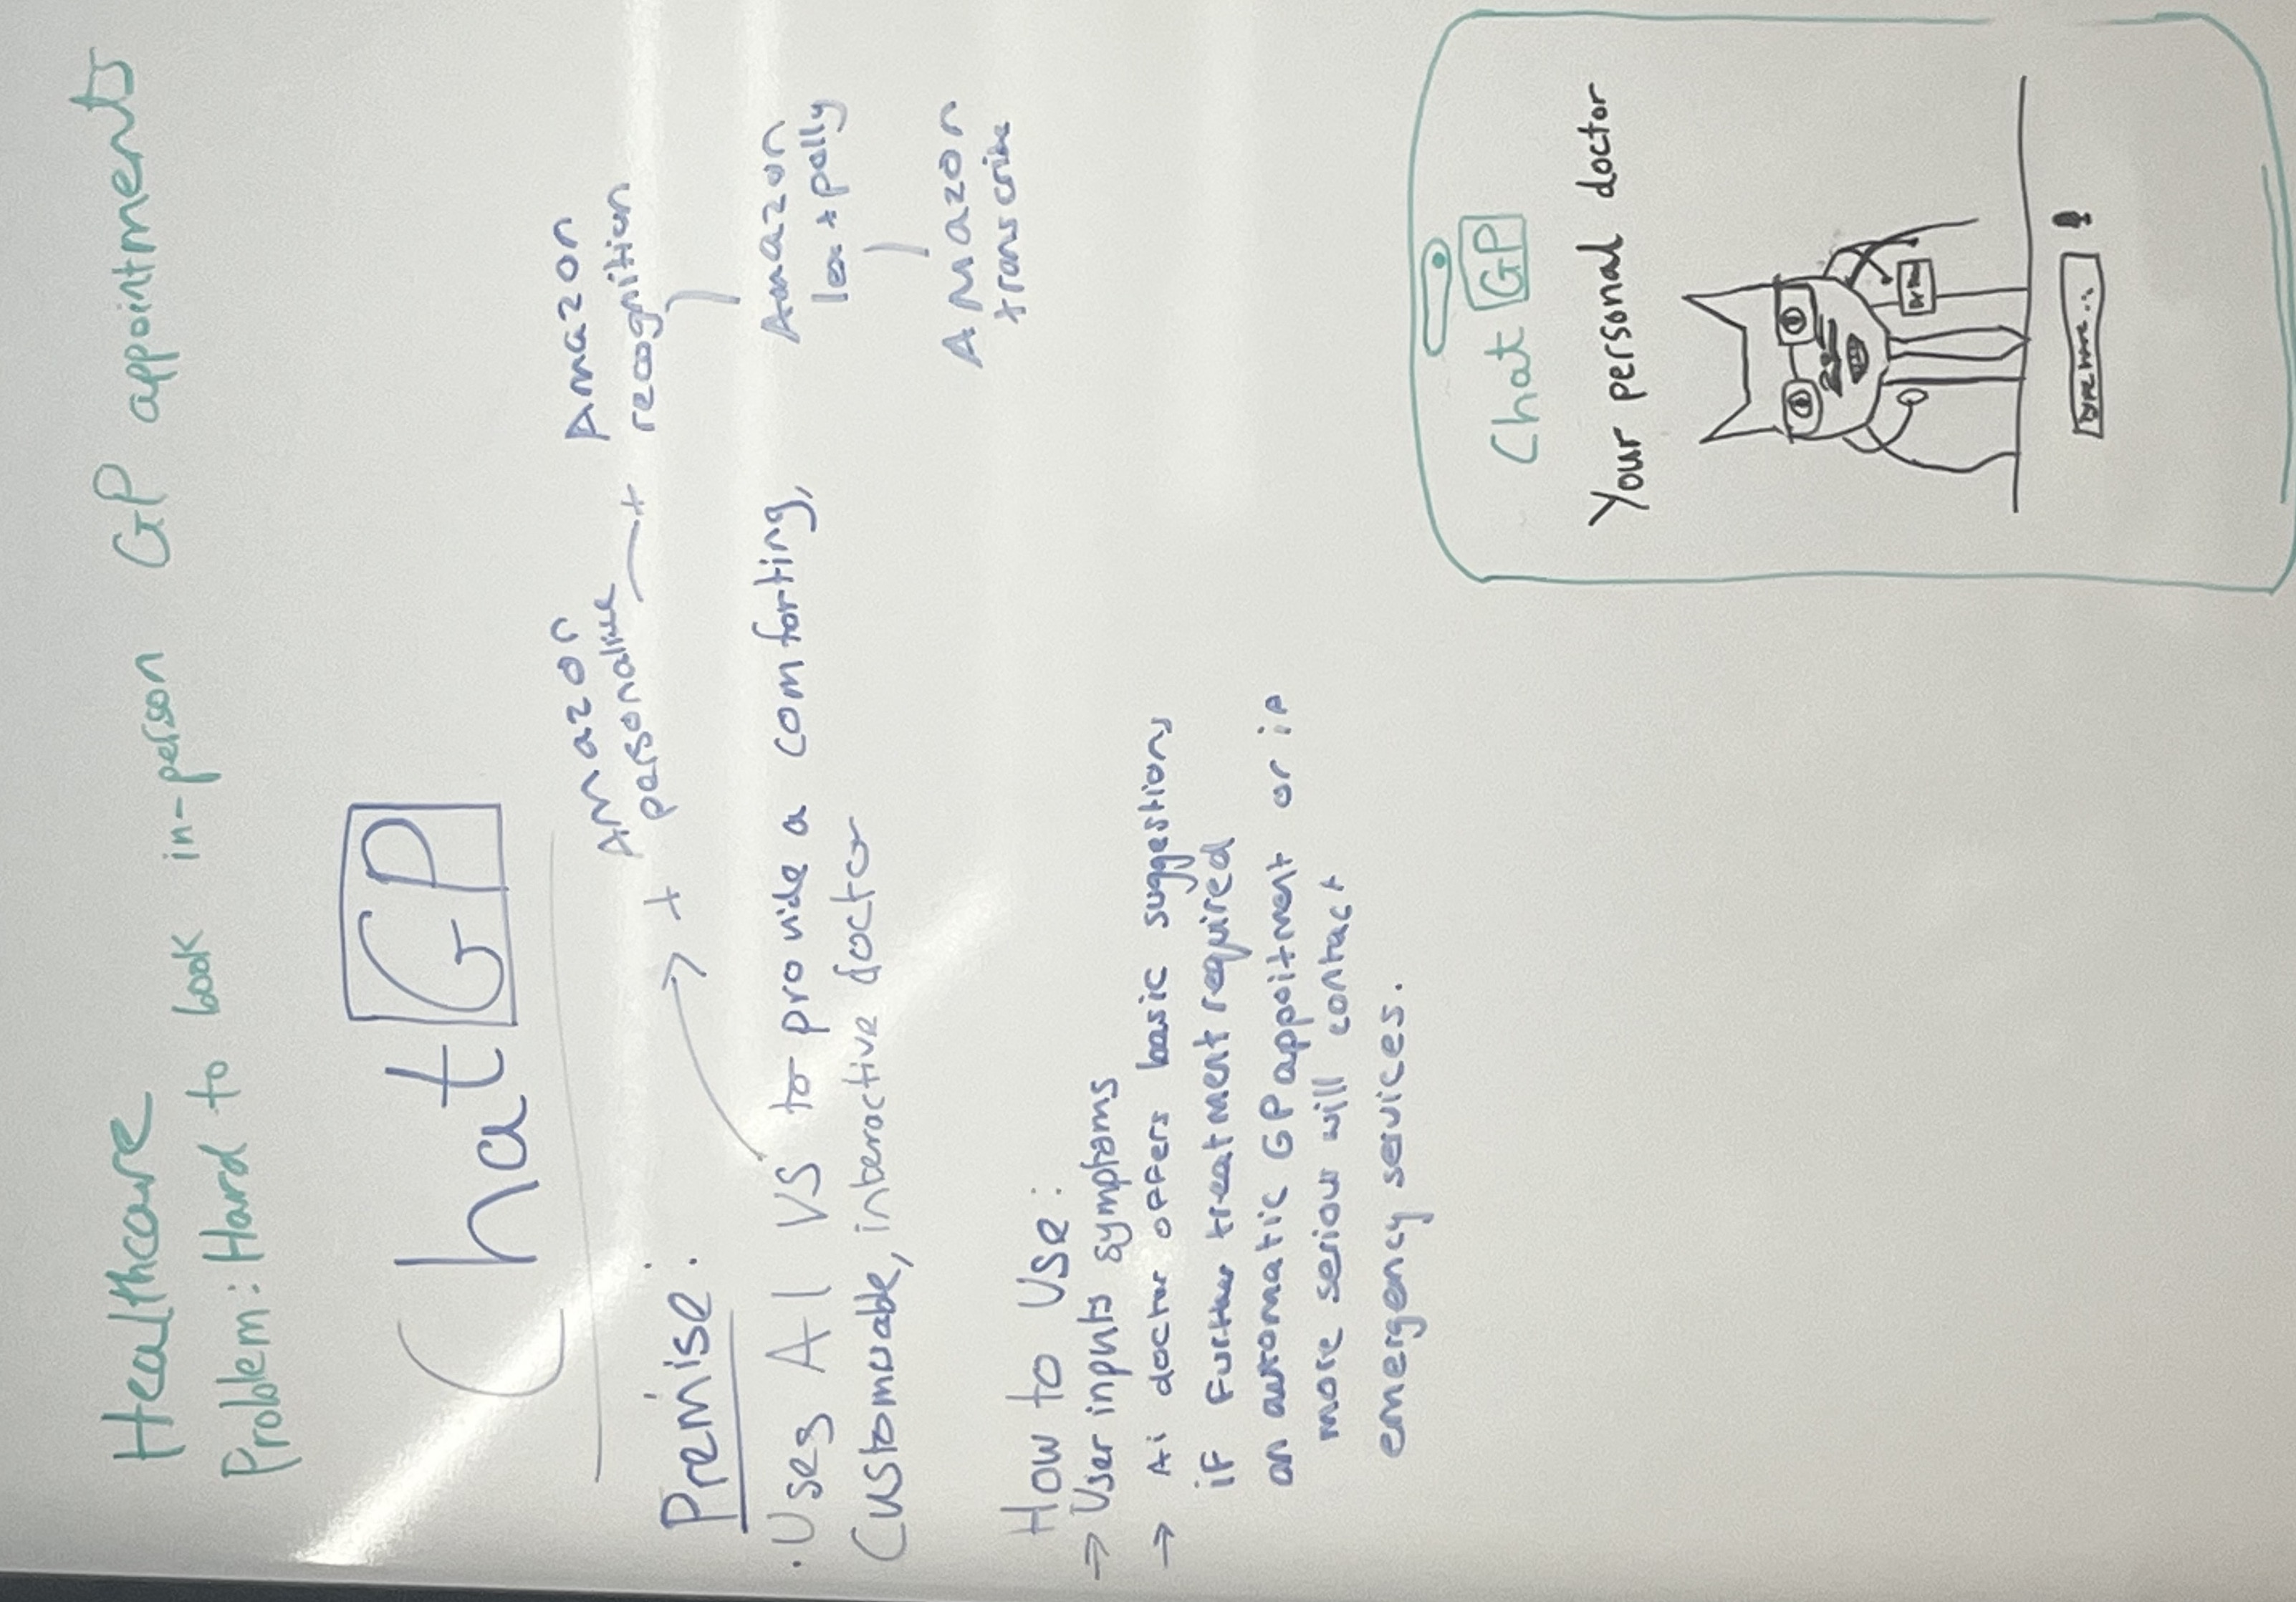 Healthcare
Problem: Hard to book in-person GP appointments
Chat GP
Premise:
+ Amazon
personalise
+ Amazon
recognition
Amazon
lex + polly
Amazon
transcribe
· Uses AI VS to provide a comforting,
Customisable, interactive doctor
How to Use:
→ User inputs symptoms
→ Ai doctor offers basic suggestions
if further treatment required
an automatic GP appoitment or if
more serious will contact
emergency services.
Chat GP
Your personal doctor
Type here...